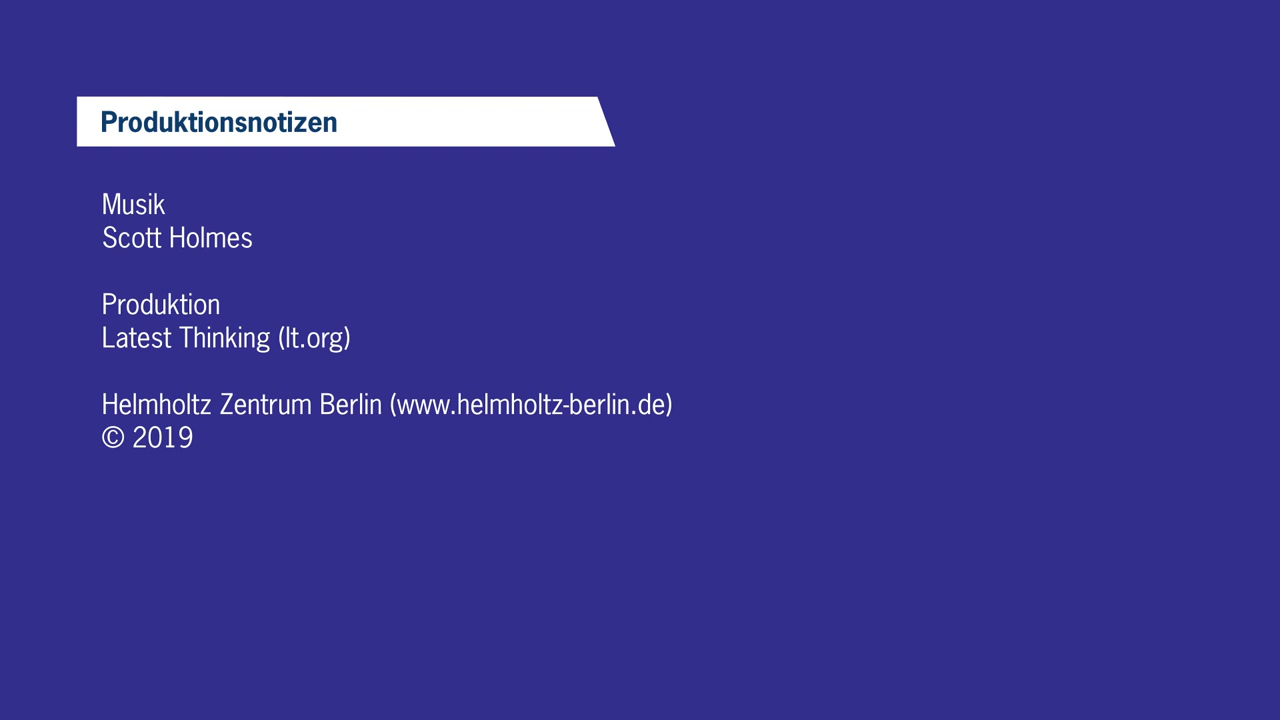 Produktionsnotizen
Musik
Scott Holmes
Produktion
Latest Thinking (lt.org)
Helmholtz Zentrum Berlin (www.helmholtz-berlin.de)
© 2019